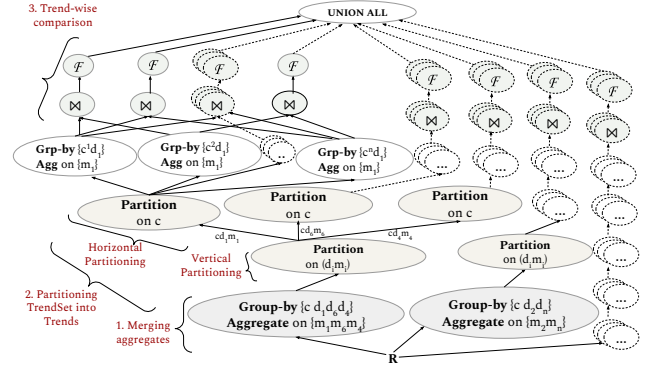 3. Trend-wise
comparison
UNION ALL
ℱ ℱ ℱ ℱ ℱ ℱ ℱ ℱ
⋈ ⋈ ⋈ ⋈ ⋈ ⋈ ⋈ ⋈
Grp-by {c¹d₁}
Agg on {m₁}
Grp-by {c²d₁}
Agg on {m₁}
...
Grp-by {cⁿd₁}
Agg on {m₁}
... ... ... ...
Partition
on c
Partition
on c
Partition
on c
... ... ...
cd₁m₁
cd₆m₆
cd₄m₄
Horizontal
Partitioning
Vertical
Partitioning
Partition
on (dᵢmᵢ)
Partition
on (dᵢmᵢ)
...
2. Partitioning
TrendSet into
Trends
1. Merging
aggregates
Group-by {c d₁d₆d₄}
Aggregate on {m₁m₆m₄}
Group-by {c d₂dₙ}
Aggregate on {m₂mₙ}
...
...
R